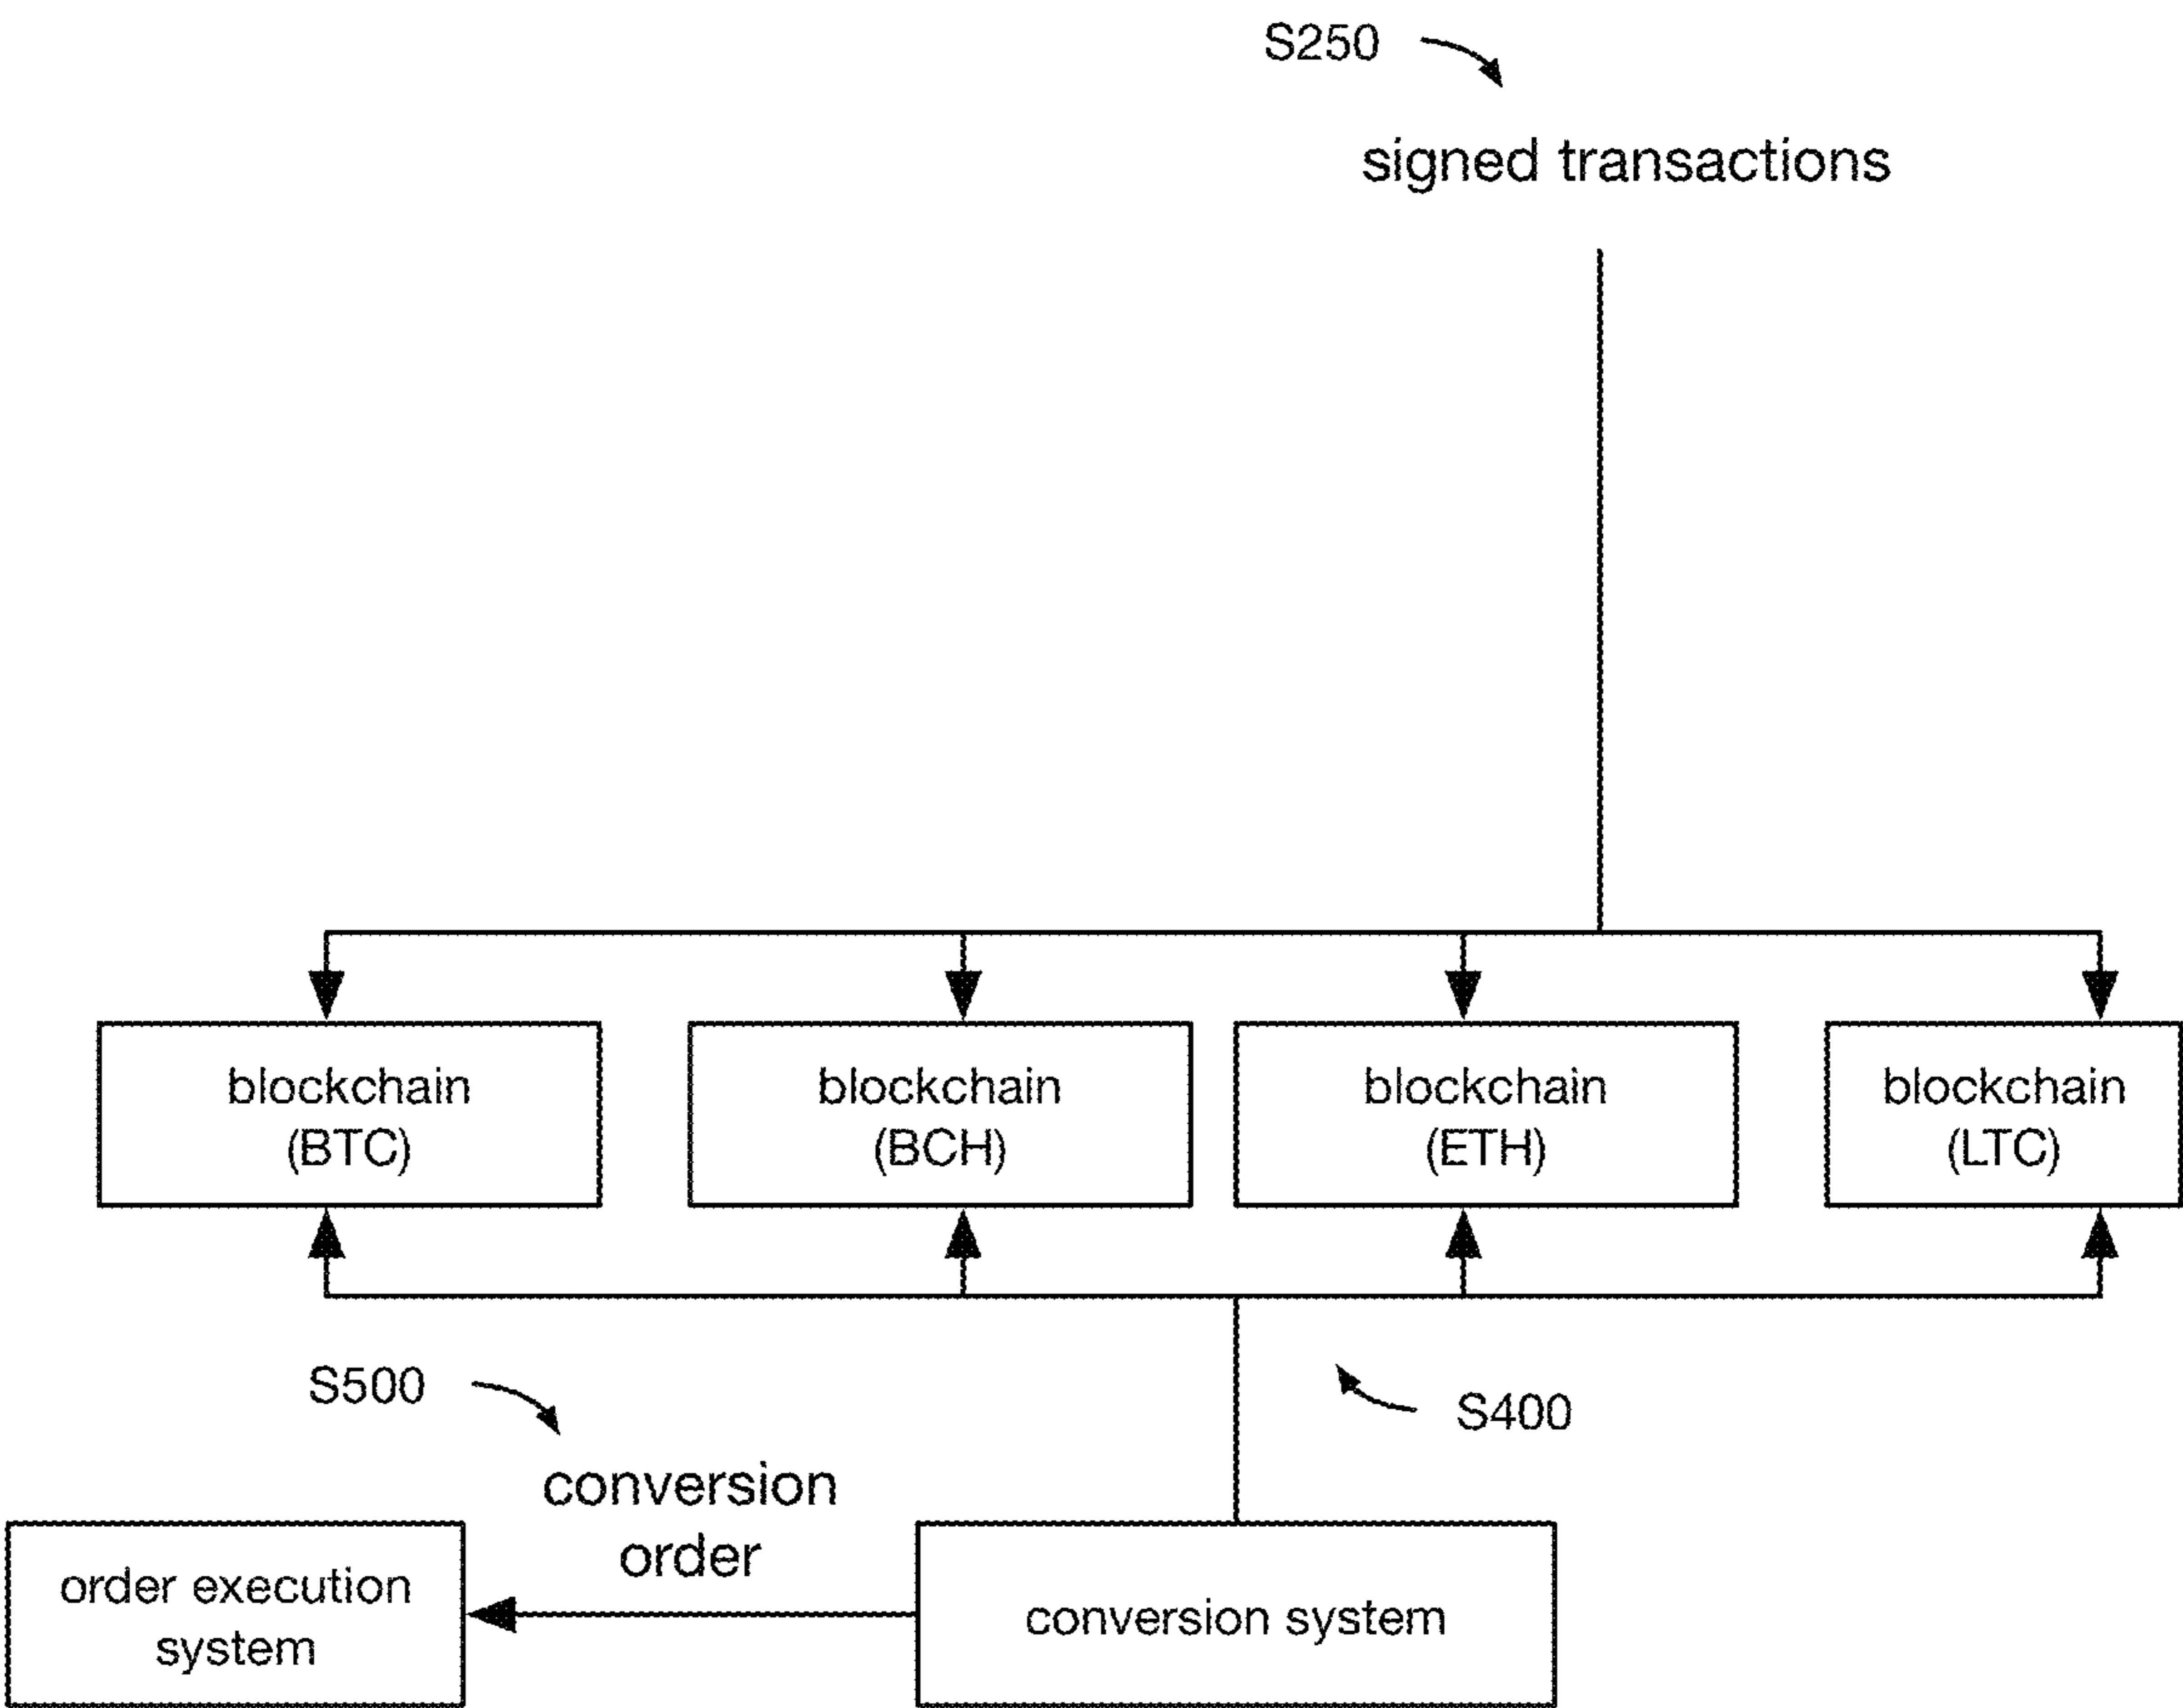 S250
signed transactions
blockchain
(BTC)
blockchain
(BCH)
blockchain
(ETH)
blockchain
(LTC)
S500
S400
conversion
order
order execution
system
conversion system